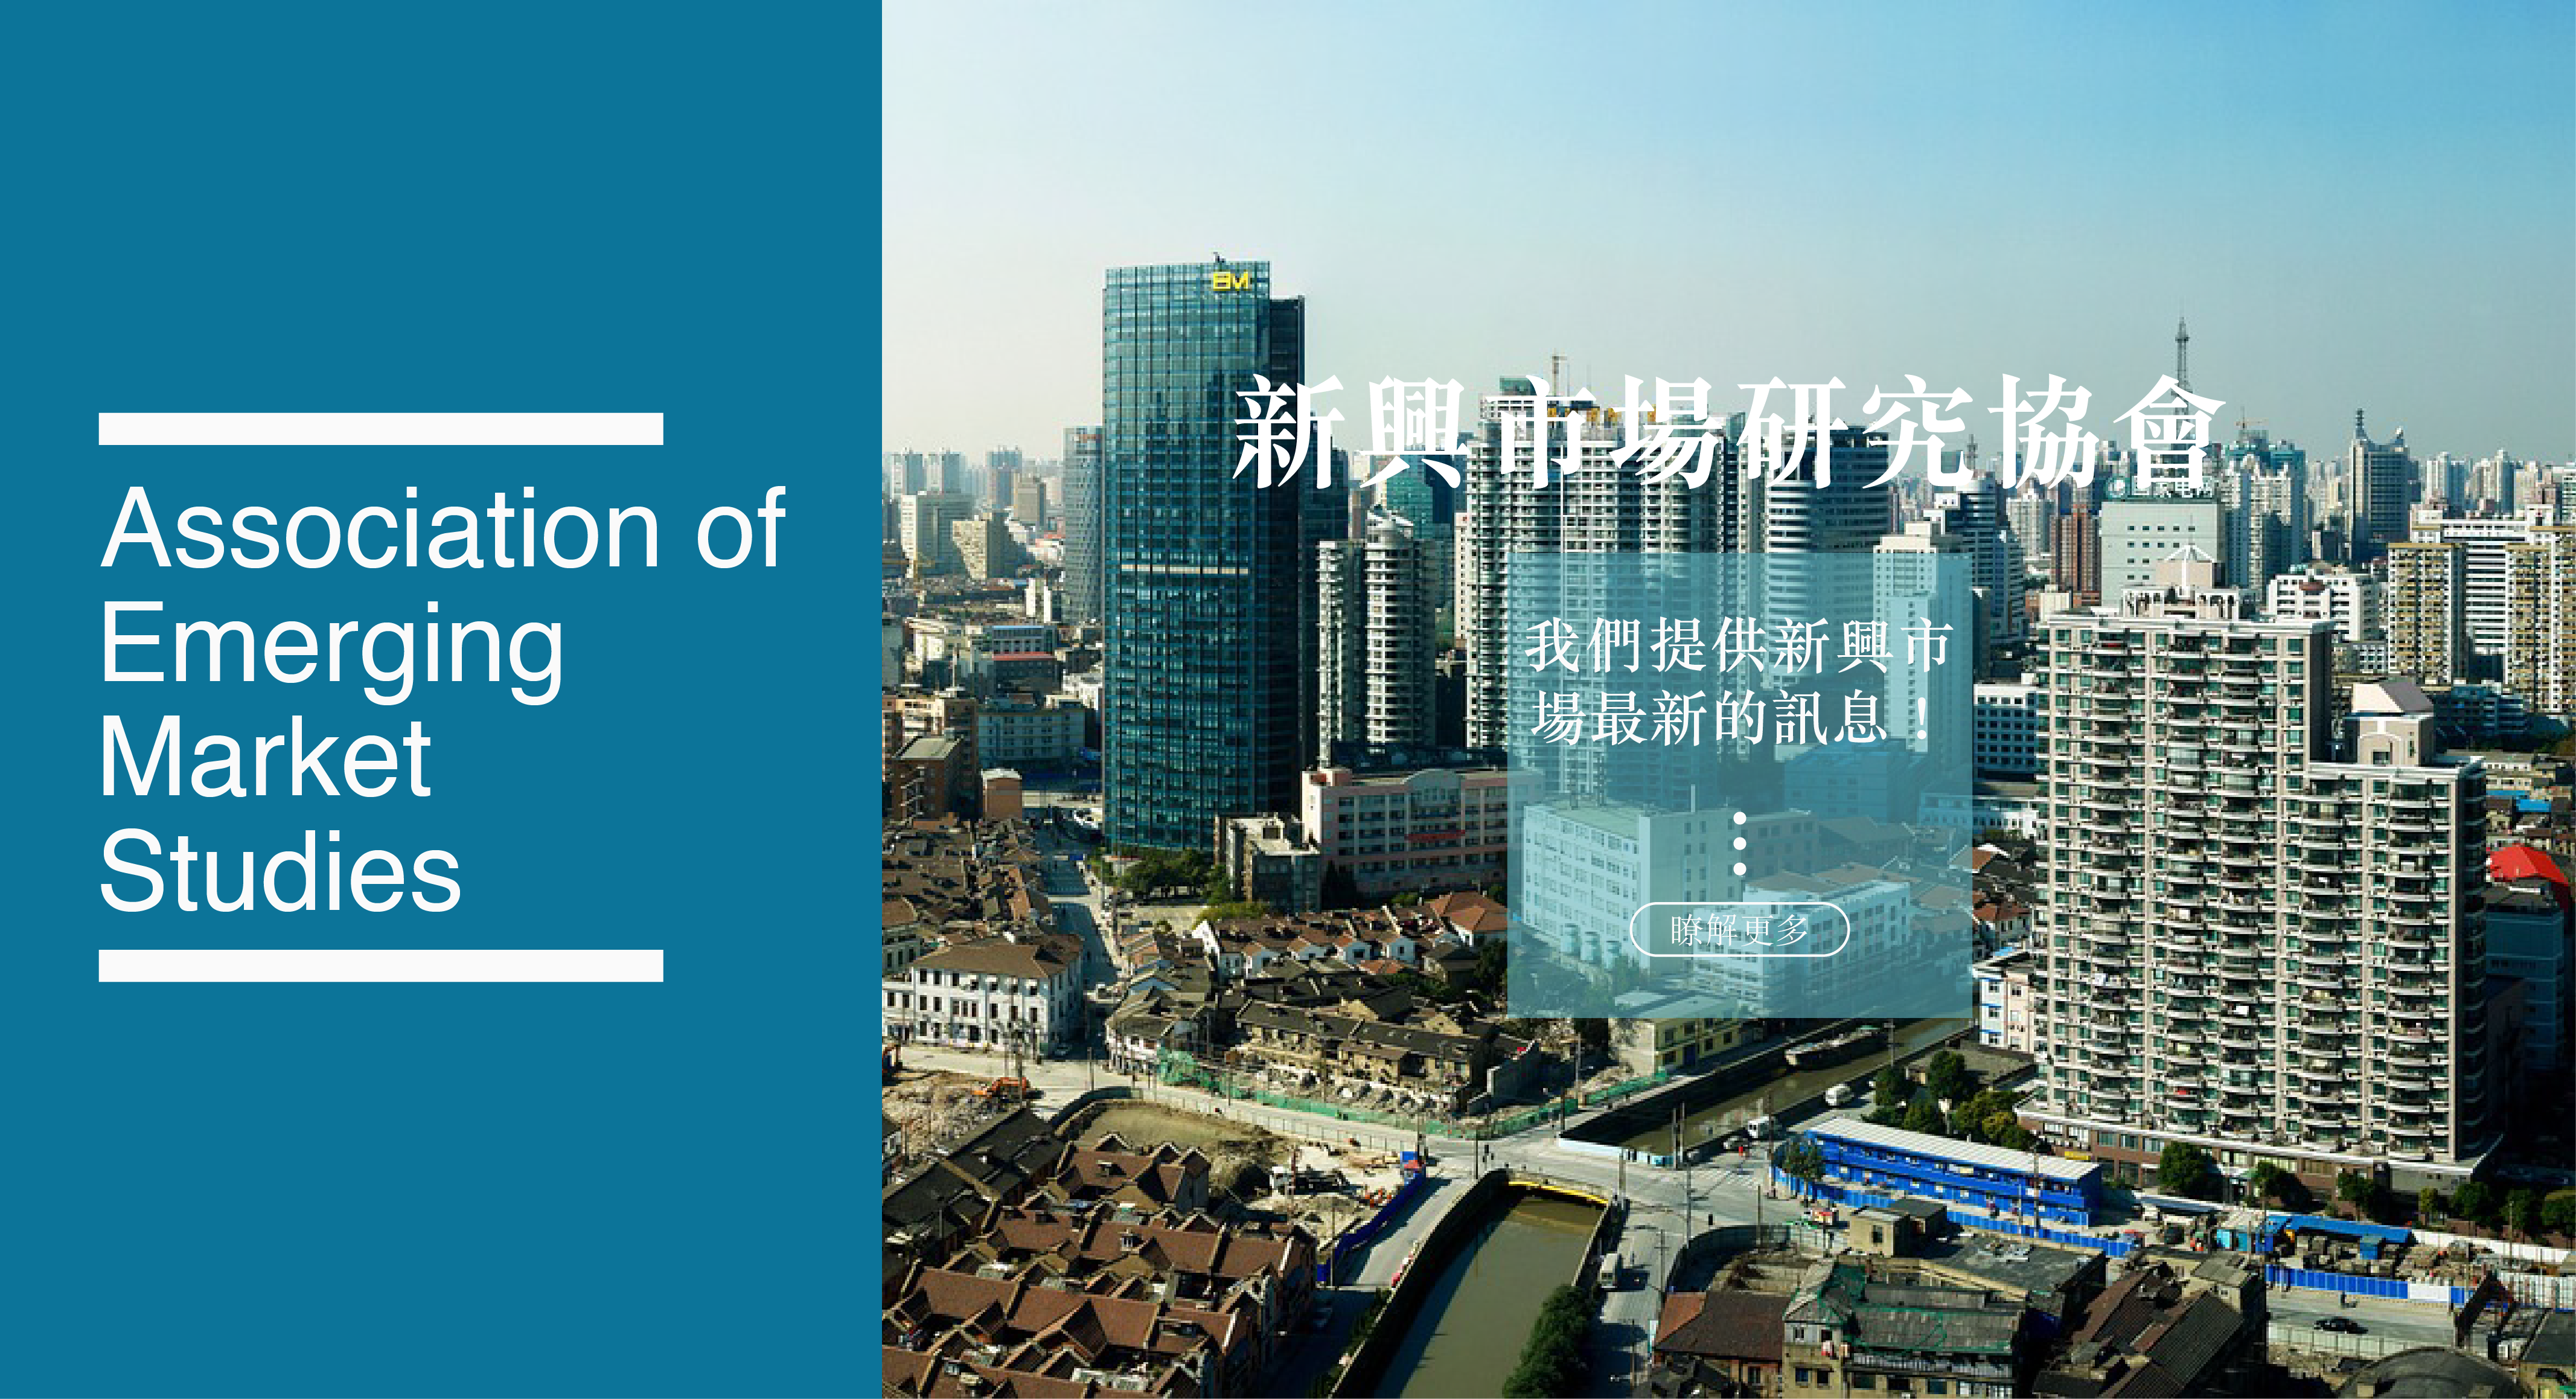 Association of
Emerging
Market
Studies
新興市場研究協會
我們提供新興市
場最新的訊息！
瞭解更多